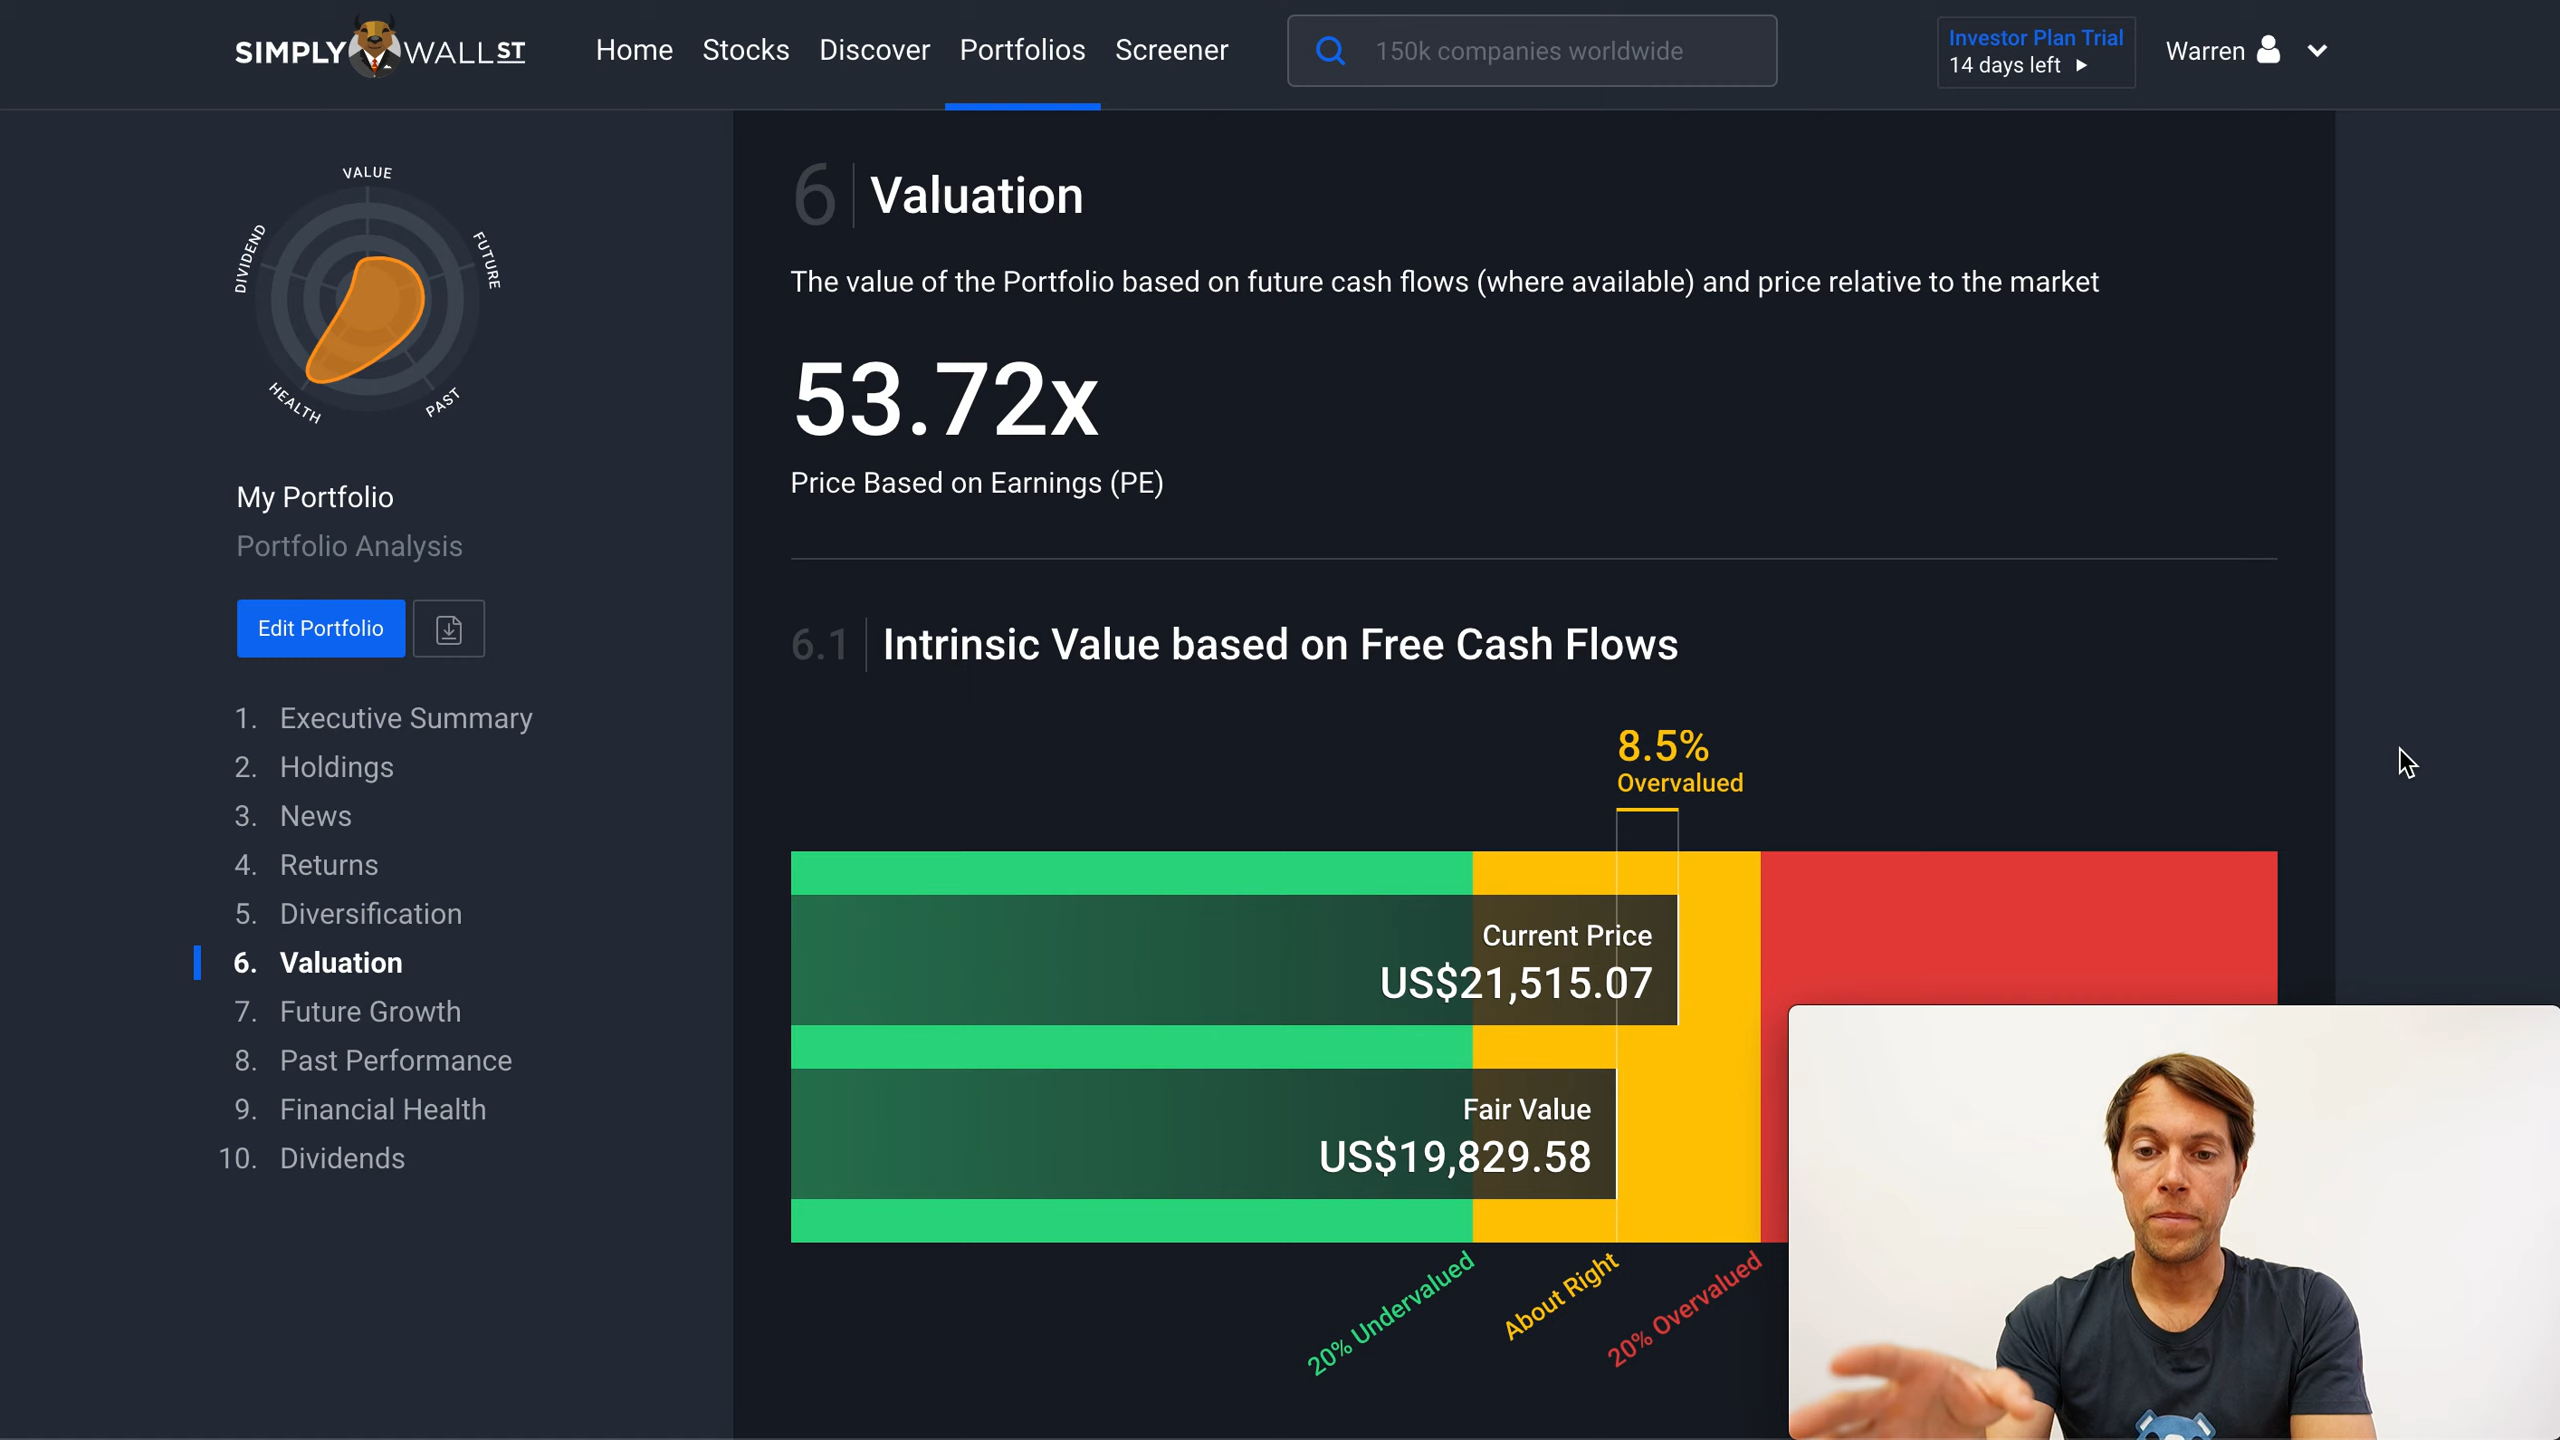 SIMPLY WALLST
Home
Stocks
Discover
Portfolios
Screener
150k companies worldwide
Investor Plan Trial
14 days left
Warren
VALUE
FUTURE
PAST
HEALTH
DIVIDEND
My Portfolio
Portfolio Analysis
Edit Portfolio
1. Executive Summary
2. Holdings
3. News
4. Returns
5. Diversification
6. Valuation
7. Future Growth
8. Past Performance
9. Financial Health
10. Dividends
6 Valuation
The value of the Portfolio based on future cash flows (where available) and price relative to the market
53.72x
Price Based on Earnings (PE)
6.1 Intrinsic Value based on Free Cash Flows
8.5%
Overvalued
Current Price
US$21,515.07
Fair Value
US$19,829.58
20% Undervalued
About Right
20% Overvalued